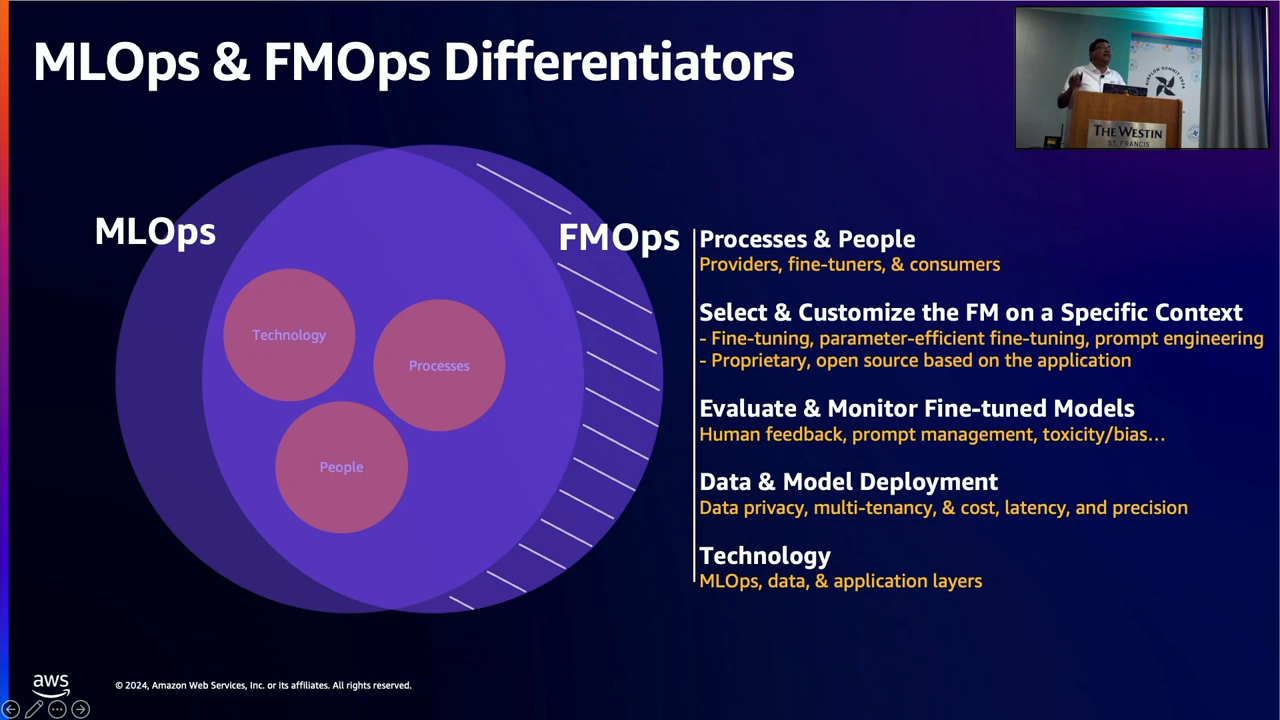 MLOps & FMOps Differentiators
AIRFLOW SUMMIT 2024
THE WESTIN
ST. FRANCIS
MLOps
FMOps
Technology
Processes
People
Processes & People
Providers, fine-tuners, & consumers
Select & Customize the FM on a Specific Context
- Fine-tuning, parameter-efficient fine-tuning, prompt engineering
- Proprietary, open source based on the application
Evaluate & Monitor Fine-tuned Models
Human feedback, prompt management, toxicity/bias...
Data & Model Deployment
Data privacy, multi-tenancy, & cost, latency, and precision
Technology
MLOps, data, & application layers
aws
© 2024, Amazon Web Services, Inc. or its affiliates. All rights reserved.